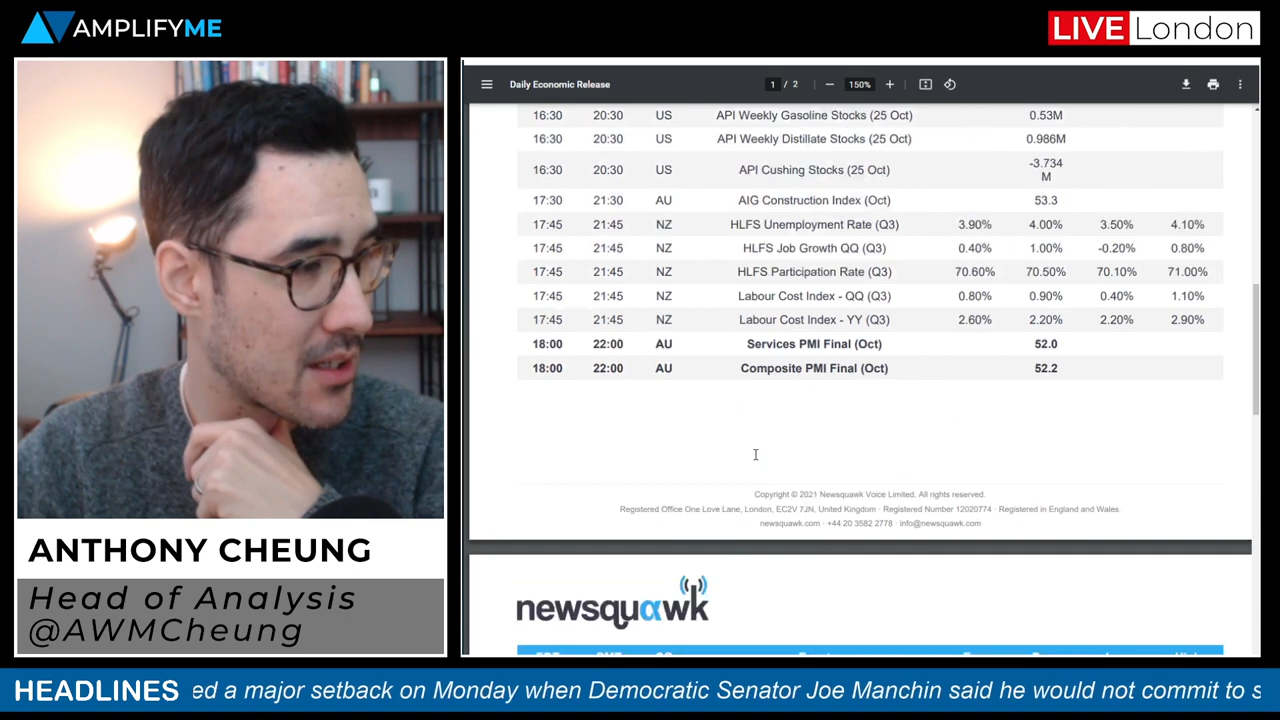 AMPLIFYME
LIVE London
Daily Economic Release
1 / 2
150%
16:30 20:30 US API Weekly Gasoline Stocks (25 Oct) 0.53M
16:30 20:30 US API Weekly Distillate Stocks (25 Oct) 0.986M
16:30 20:30 US API Cushing Stocks (25 Oct) -3.734
M
17:30 21:30 AU AIG Construction Index (Oct) 53.3
17:45 21:45 NZ HLFS Unemployment Rate (Q3) 3.90% 4.00% 3.50% 4.10%
17:45 21:45 NZ HLFS Job Growth QQ (Q3) 0.40% 1.00% -0.20% 0.80%
17:45 21:45 NZ HLFS Participation Rate (Q3) 70.60% 70.50% 70.10% 71.00%
17:45 21:45 NZ Labour Cost Index - QQ (Q3) 0.80% 0.90% 0.40% 1.10%
17:45 21:45 NZ Labour Cost Index - YY (Q3) 2.60% 2.20% 2.20% 2.90%
18:00 22:00 AU Services PMI Final (Oct) 52.0
18:00 22:00 AU Composite PMI Final (Oct) 52.2
Copyright © 2021 Newsquawk Voice Limited. All rights reserved.
Registered Office One Love Lane, London, EC2V 7JN, United Kingdom · Registered Number 12020774 · Registered in England and Wales.
newsquawk.com · +44 20 3582 2778 · info@newsquawk.com
newsquawk
ANTHONY CHEUNG
Head of Analysis
@AWMCheung
HEADLINES ed a major setback on Monday when Democratic Senator Joe Manchin said he would not commit to s